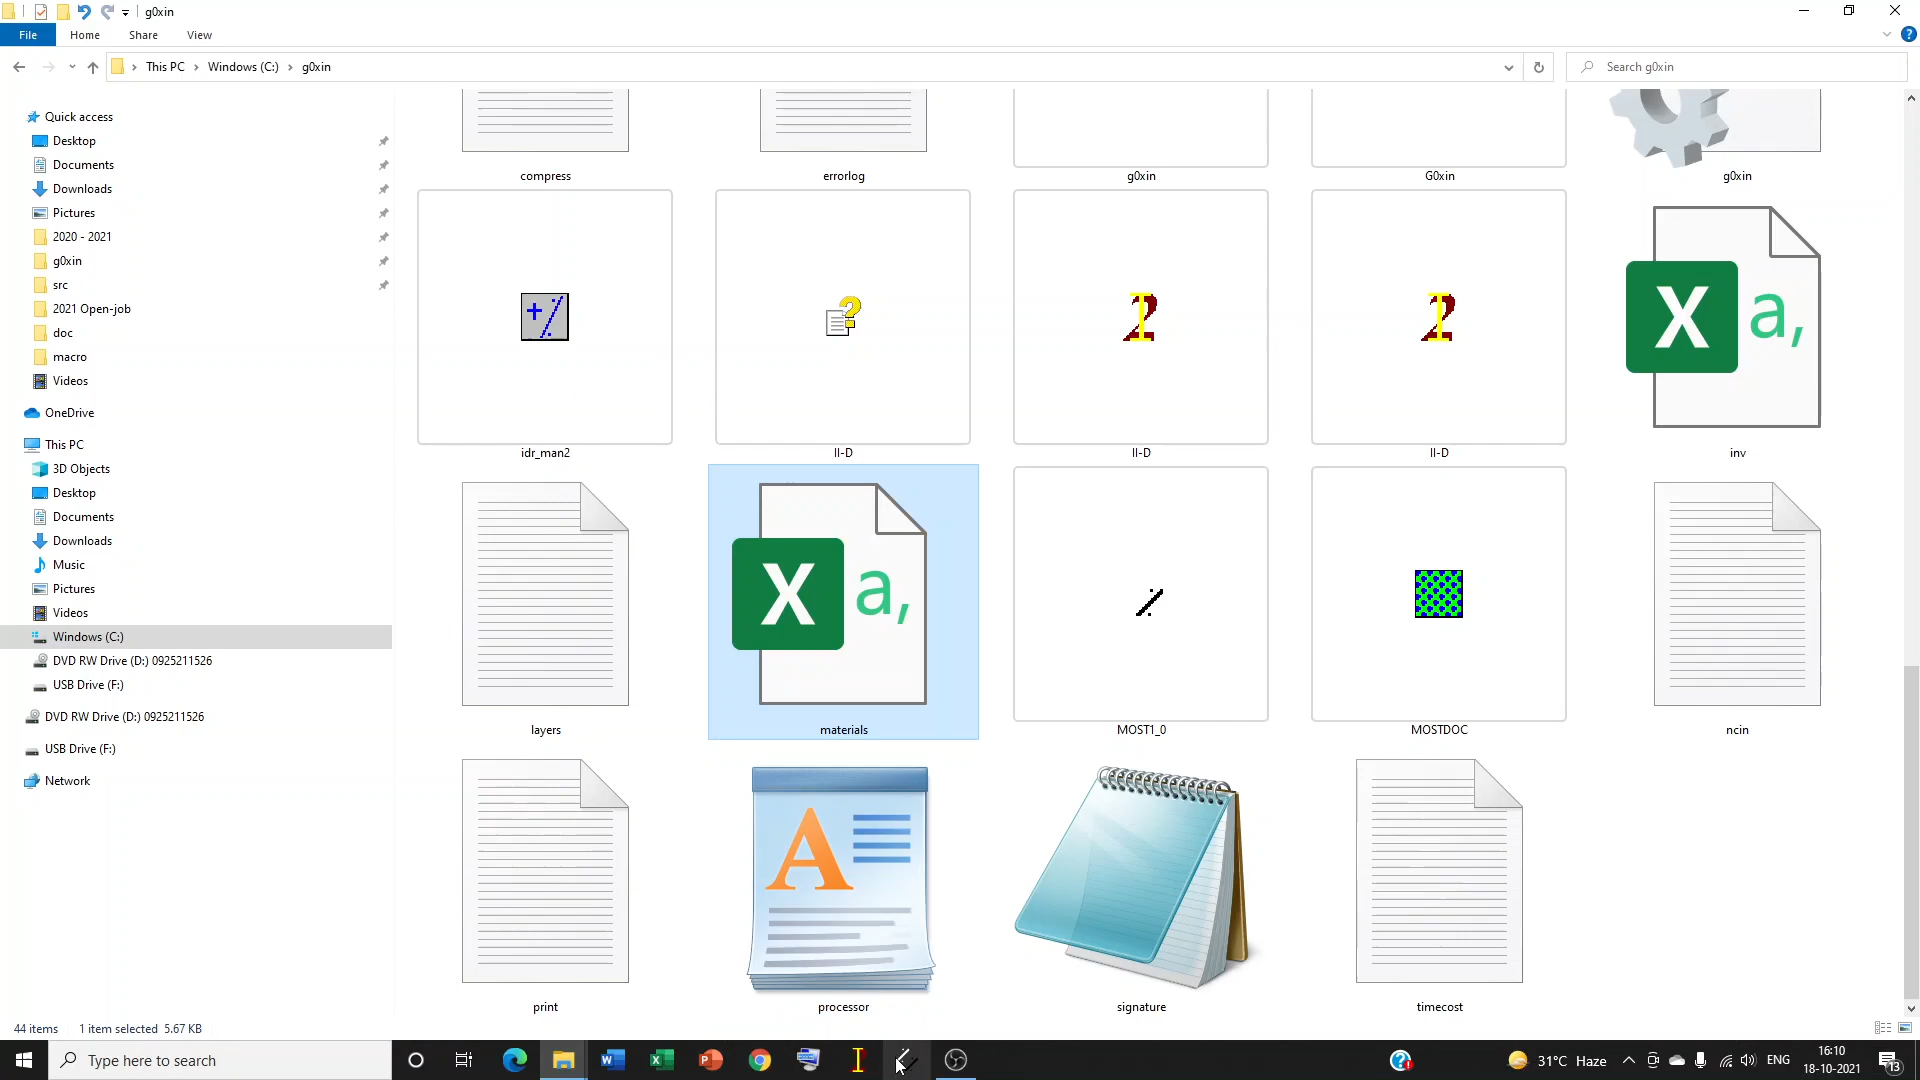 g0xin
File Home Share View
This PC Windows (C:) g0xin
Search g0xin
Quick access
Desktop
Documents
Downloads
Pictures
2020 - 2021
g0xin
src
2021 Open-job
doc
macro
Videos
OneDrive
This PC
3D Objects
Desktop
Documents
Downloads
Music
Pictures
Videos
Windows (C:)
DVD RW Drive (D:) 0925211526
USB Drive (F:)
DVD RW Drive (D:) 0925211526
USB Drive (F:)
Network
compress errorlog g0xin G0xin g0xin
idr_man2 II-D II-D II-D inv
layers materials MOST1_0 MOSTDOC ncin
print processor signature timecost
44 items 1 item selected 5.67 KB
Type here to search
31°C Haze
ENG
16:10
18-10-2021
13